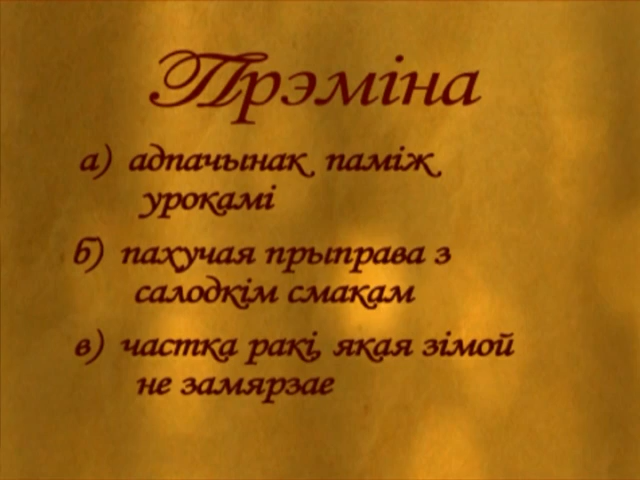 Прэміна
а) адпачынак паміж
урокамі
б) пахучая прыправа з
салодкім смакам
в) частка ракі, якая зімой
не замярзае